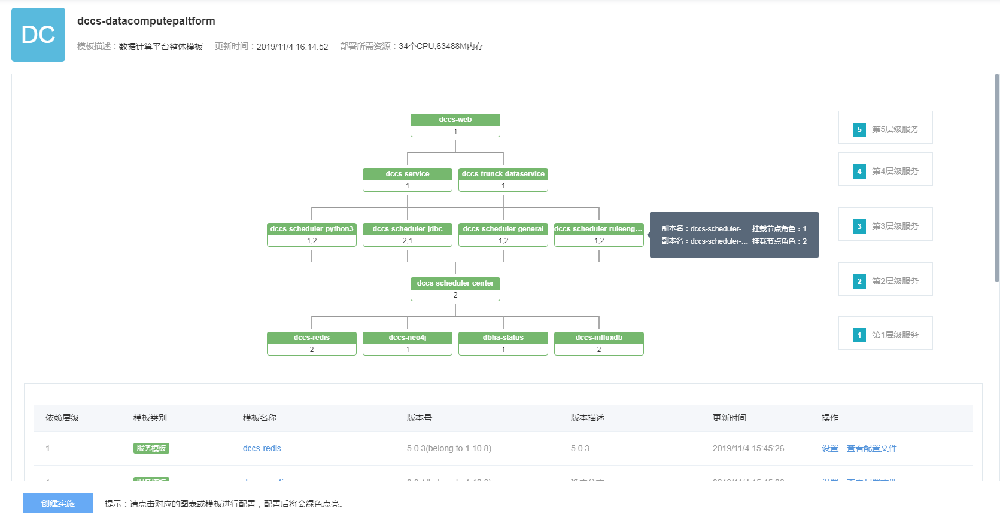 DC
dccs-datacomputepaltform
模板描述：数据计算平台整体模板 更新时间：2019/11/4 16:14:52 部署所需资源：34个CPU,63488M内存
dccs-web
1
5 第5层级服务
dccs-service dccs-trunck-dataservice
1 1
4 第4层级服务
dccs-scheduler-python3 dccs-scheduler-jdbc dccs-scheduler-general dccs-scheduler-ruleeng...
1,2 2,1 1,2 1,2
副本名：dccs-scheduler-... 挂载节点角色：1
副本名：dccs-scheduler-... 挂载节点角色：2
3 第3层级服务
dccs-scheduler-center
2
2 第2层级服务
dccs-redis dccs-neo4j dbha-status dccs-influxdb
2 1 1 2
1 第1层级服务
依赖层级 模板类别 模板名称 版本号 版本描述 更新时间 操作
1 服务模板 dccs-redis 5.0.3(belong to 1.10.8) 5.0.3 2019/11/4 15:45:26 设置 查看配置文件
创建实施 提示：请点击对应的图表或模板进行配置，配置后将会绿色点亮。